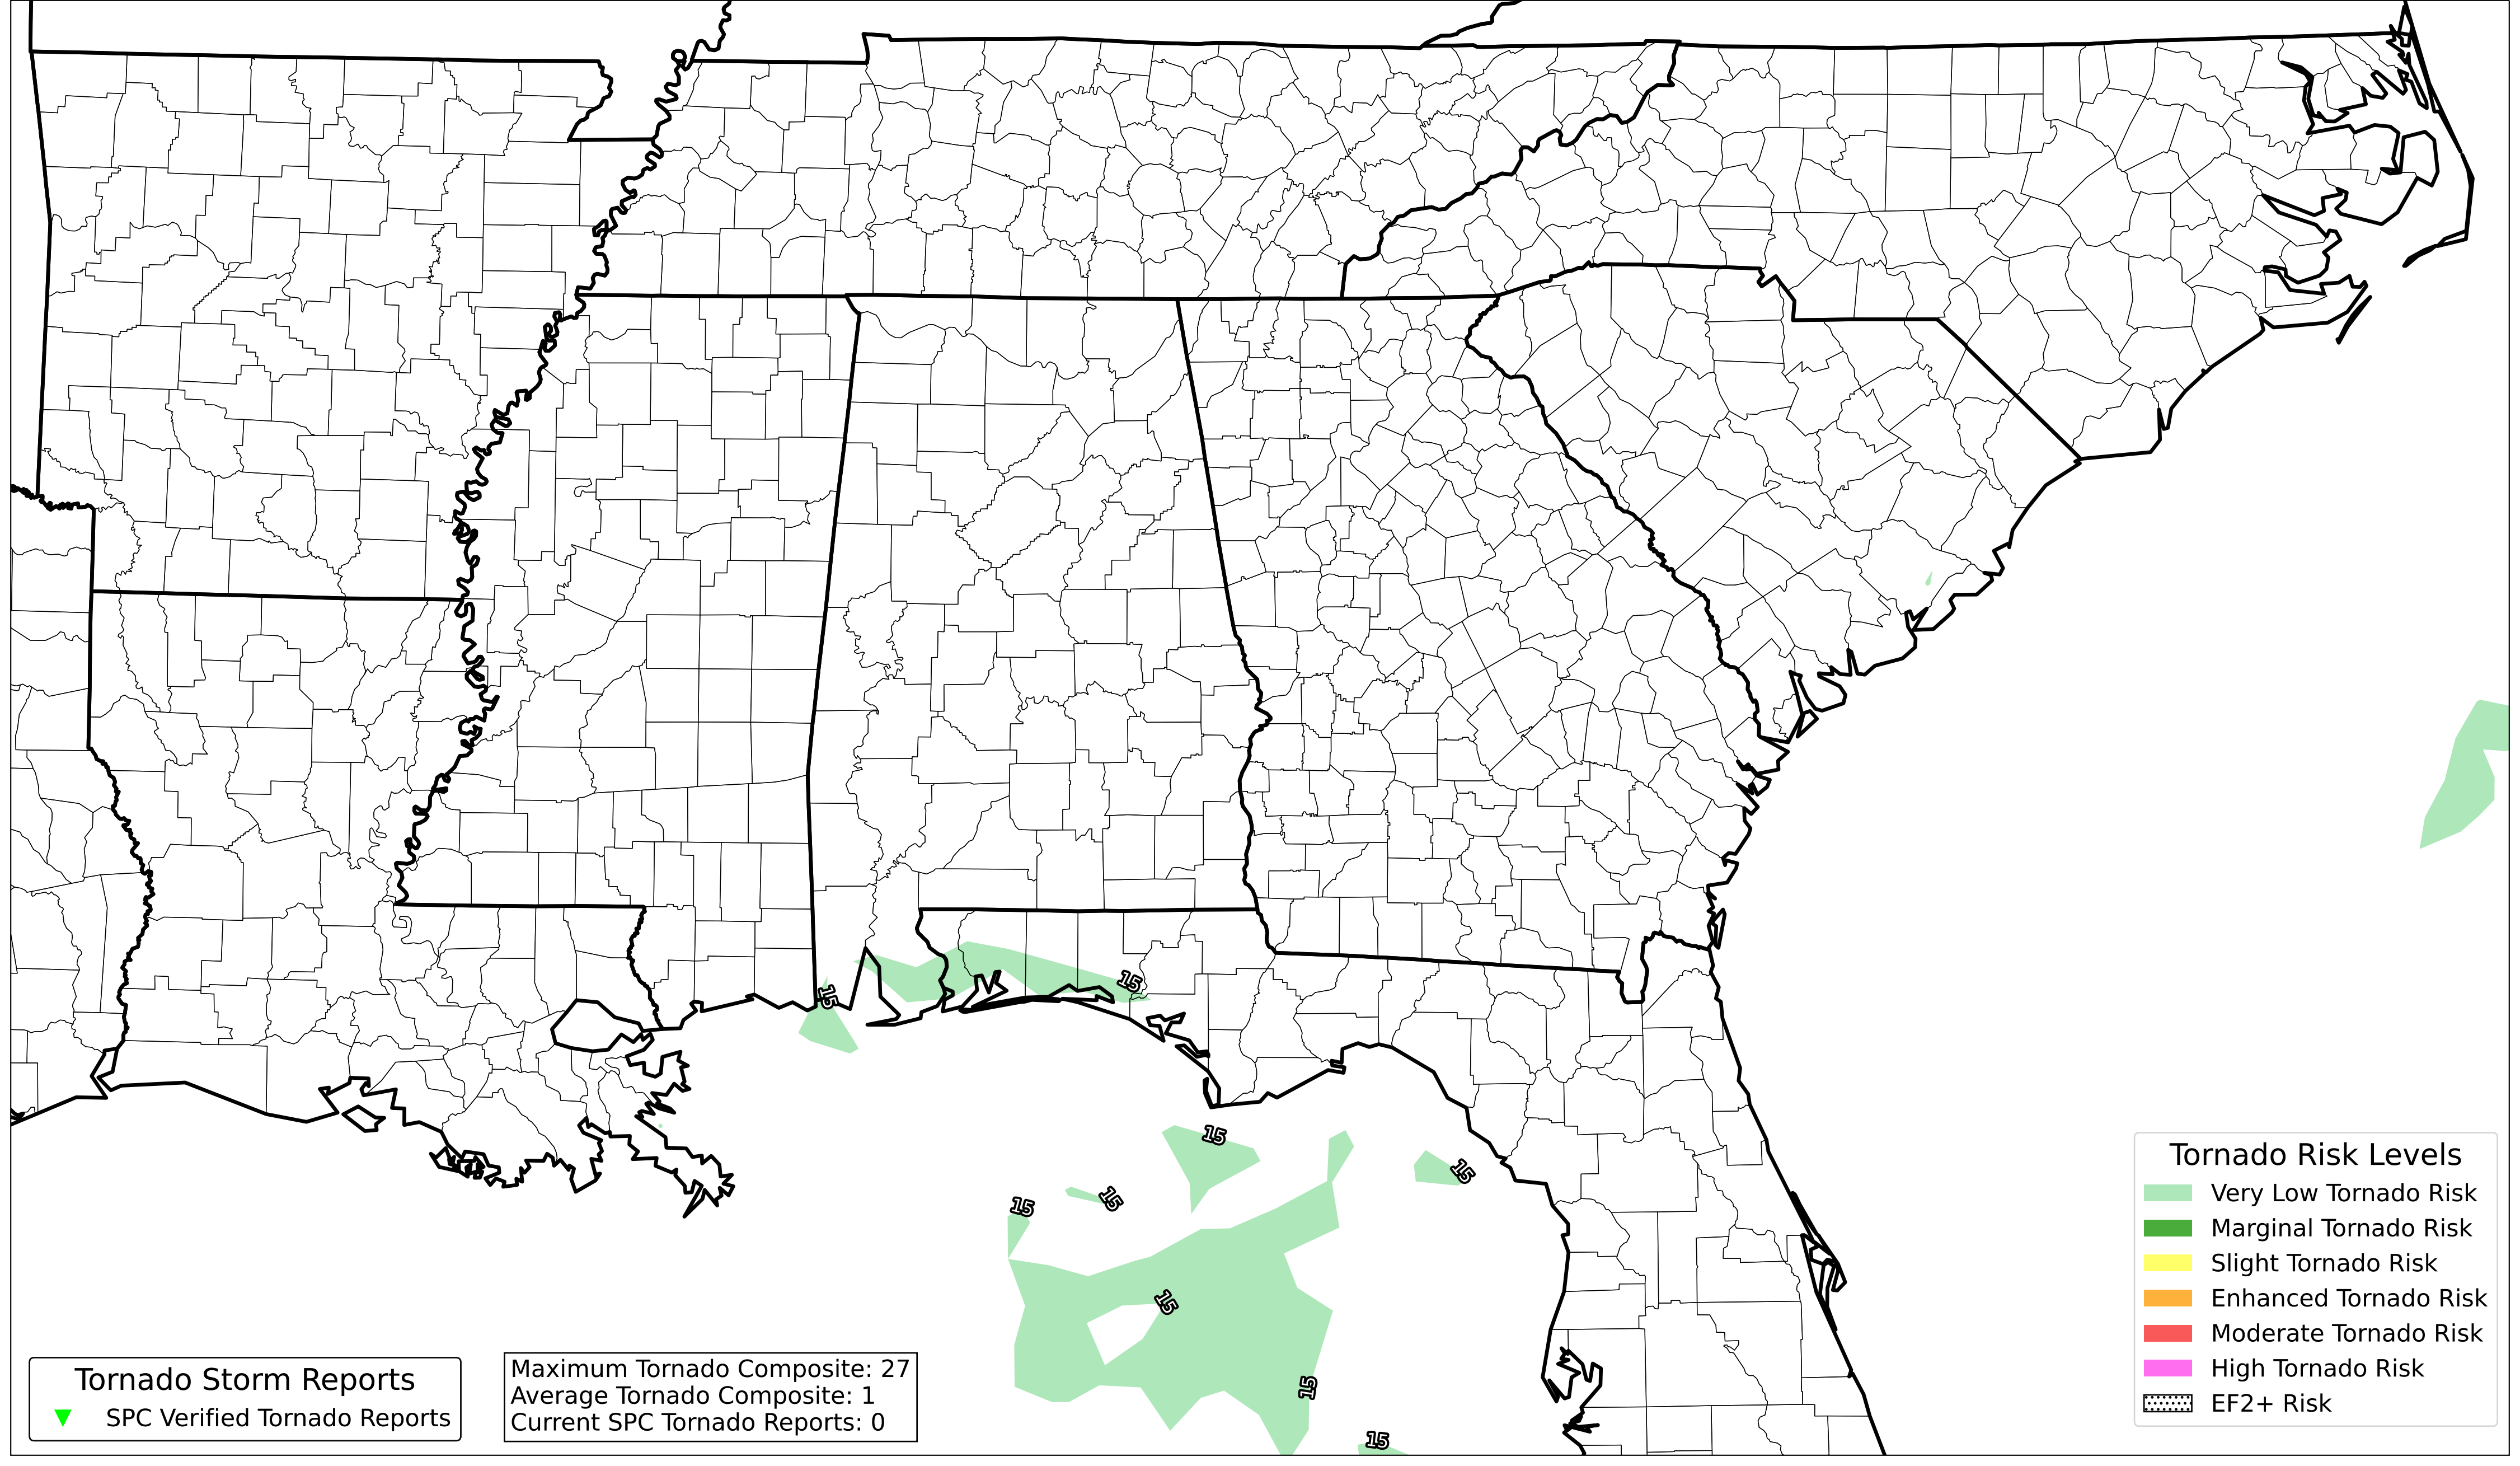 15
15
15
15
15
15
15
15
15
Tornado Risk Levels
Very Low Tornado Risk
Marginal Tornado Risk
Slight Tornado Risk
Enhanced Tornado Risk
Moderate Tornado Risk
High Tornado Risk
EF2+ Risk
Tornado Storm Reports
SPC Verified Tornado Reports
Maximum Tornado Composite: 27
Average Tornado Composite: 1
Current SPC Tornado Reports: 0